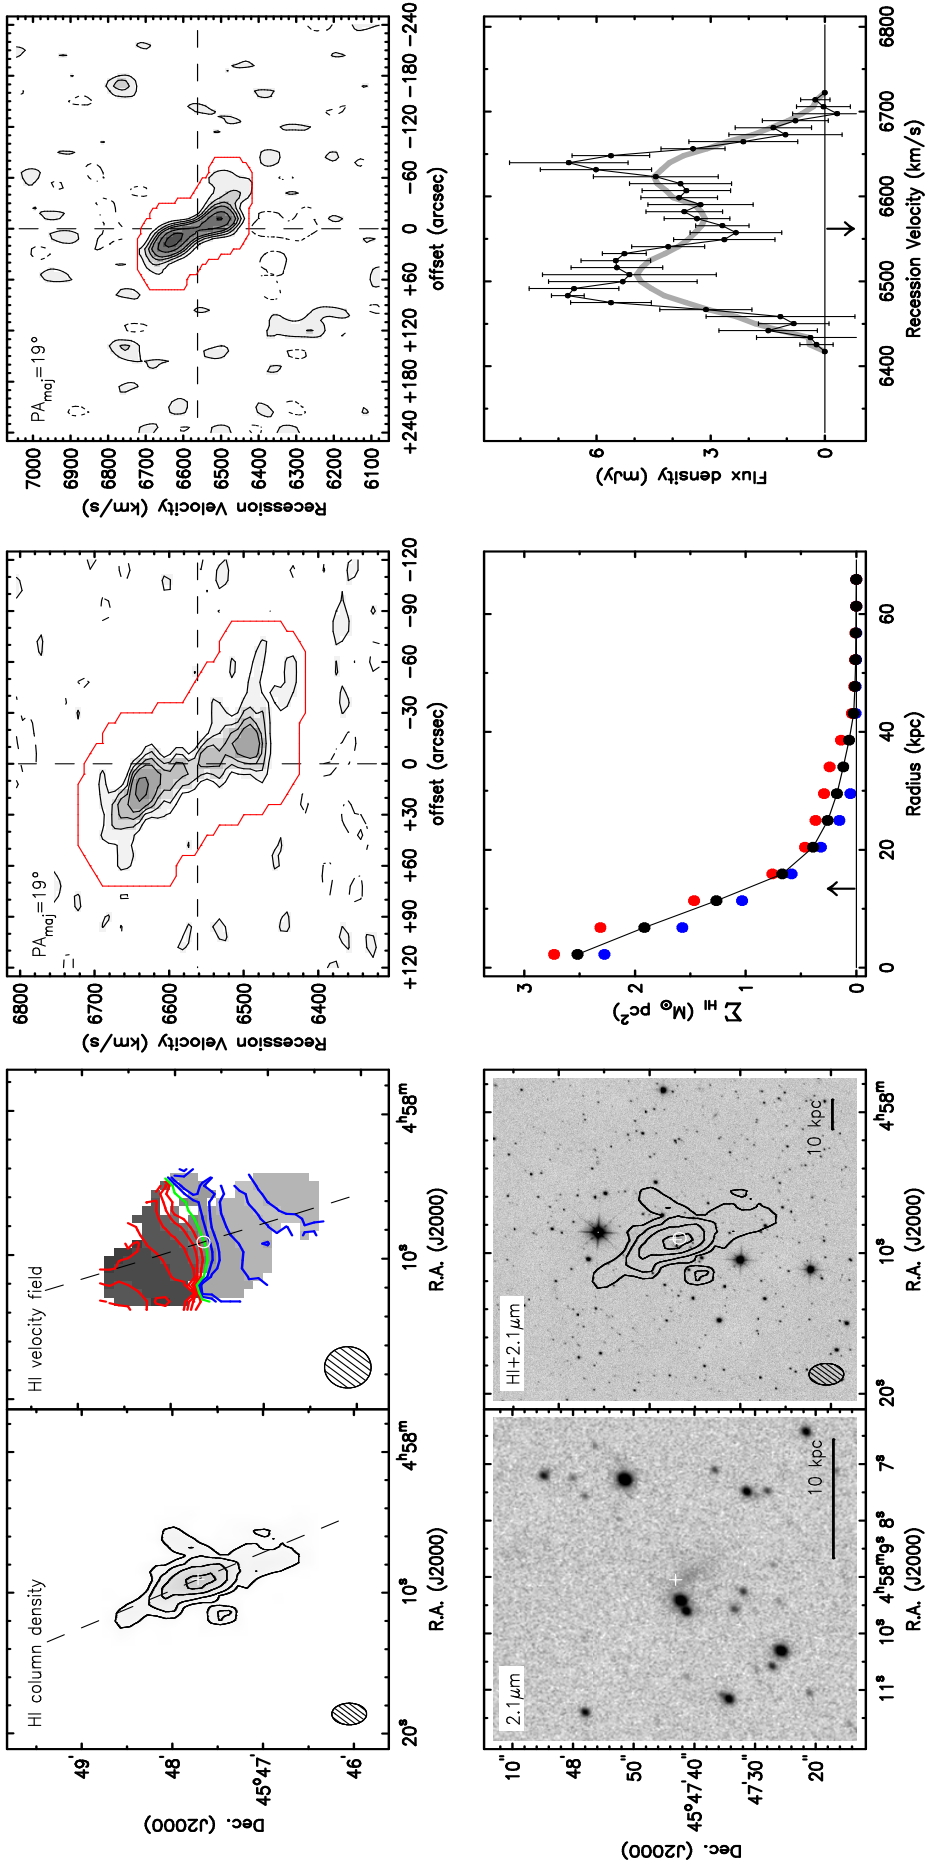 HI column density
49'
48'
45°47'
46'
Dec. (J2000)
20ˢ
10ˢ
4ʰ58ᵐ
R.A. (J2000)
HI velocity field
10ˢ
4ʰ58ᵐ
R.A. (J2000)
PAmaj=19°
6800
6700
6600
6500
6400
Recession Velocity (km/s)
+120 +90 +60 +30 0 −30 −60 −90 −120
offset (arcsec)
PAmaj=19°
7000
6900
6800
6700
6600
6500
6400
6300
6200
6100
Recession Velocity (km/s)
+240 +180 +120 +60 0 −60 −120 −180 −240
offset (arcsec)
2.1μm
10 kpc
10"
48'
50"
45°47'40"
47'30"
20"
Dec. (J2000)
11ˢ 10ˢ 4ʰ58ᵐ9ˢ 8ˢ 7ˢ
R.A. (J2000)
HI+2.1μm
10 kpc
20ˢ
10ˢ
4ʰ58ᵐ
R.A. (J2000)
3
2
1
0
Σ HI (M⊙ pc²)
0 20 40 60
Radius (kpc)
6
3
0
Flux density (mJy)
6400 6500 6600 6700 6800
Recession Velocity (km/s)